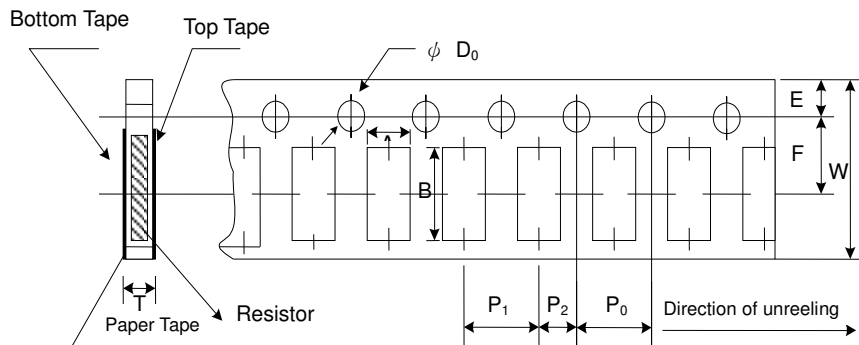 Bottom Tape
Top Tape
ψ D₀
E
F
W
A
B
T
Paper Tape
Resistor
P₁
P₂
P₀
Direction of unreeling